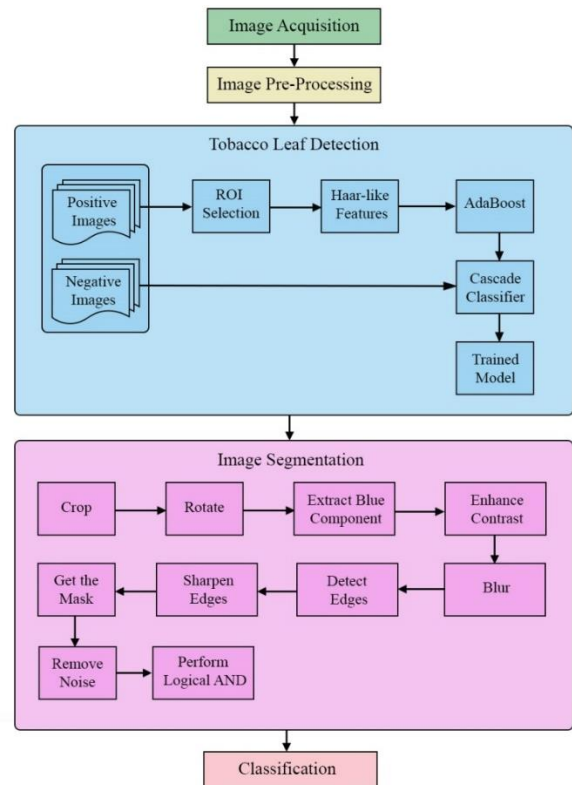 Image Acquisition
Image Pre-Processing
Tobacco Leaf Detection
Positive
Images
ROI
Selection
Haar-like
Features
AdaBoost
Negative
Images
Cascade
Classifier
Trained
Model
Image Segmentation
Crop
Rotate
Extract Blue
Component
Enhance
Contrast
Blur
Detect
Edges
Sharpen
Edges
Get the
Mask
Remove
Noise
Perform
Logical AND
Classification